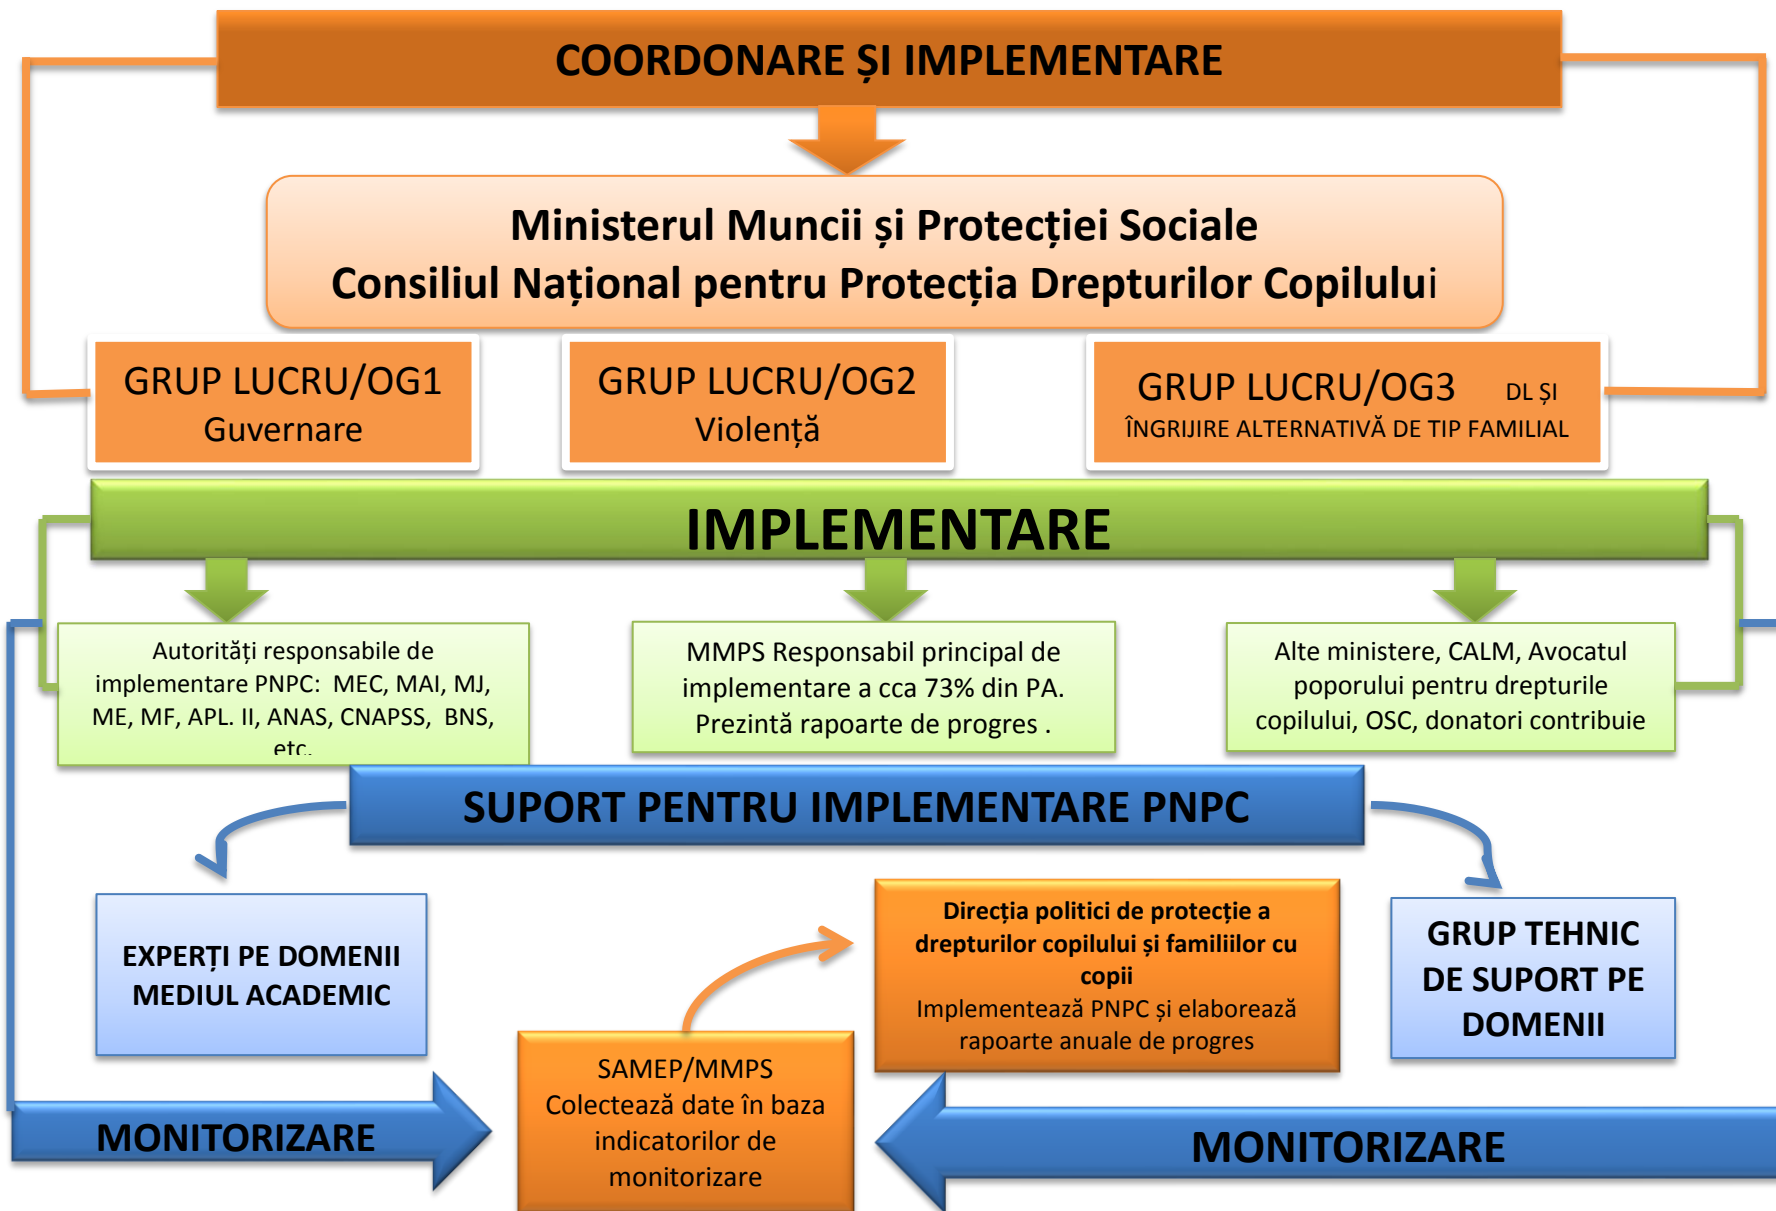 COORDONARE ȘI IMPLEMENTARE
Ministerul Muncii și Protecției Sociale
Consiliul Național pentru Protecția Drepturilor Copilului
GRUP LUCRU/OG1
Guvernare
GRUP LUCRU/OG2
Violență
GRUP LUCRU/OG3 DL ȘI
ÎNGRIJIRE ALTERNATIVĂ DE TIP FAMILIAL
IMPLEMENTARE
Autorități responsabile de
implementare PNPC: MEC, MAI, MJ,
ME, MF, APL. II, ANAS, CNAPSS, BNS,
etc.
MMPS Responsabil principal de
implementare a cca 73% din PA.
Prezintă rapoarte de progres .
Alte ministere, CALM, Avocatul
poporului pentru drepturile
copilului, OSC, donatori contribuie
SUPORT PENTRU IMPLEMENTARE PNPC
EXPERȚI PE DOMENII
MEDIUL ACADEMIC
Direcția politici de protecție a
drepturilor copilului și familiilor cu
copii
Implementează PNPC și elaborează
rapoarte anuale de progres
GRUP TEHNIC
DE SUPORT PE
DOMENII
SAMEP/MMPS
Colectează date în baza
indicatorilor de
monitorizare
MONITORIZARE
MONITORIZARE